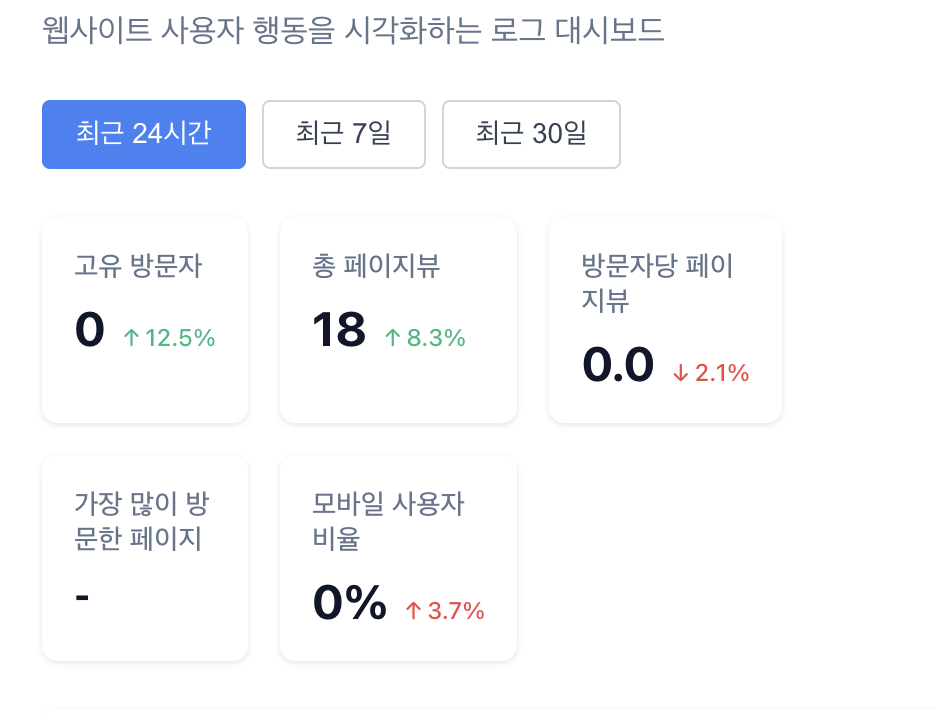 웹사이트 사용자 행동을 시각화하는 로그 대시보드
최근 24시간
최근 7일
최근 30일
고유 방문자
0 ↑ 12.5%
총 페이지뷰
18 ↑ 8.3%
방문자당 페이
지뷰
0.0 ↓ 2.1%
가장 많이 방
문한 페이지
-
모바일 사용자
비율
0% ↑ 3.7%